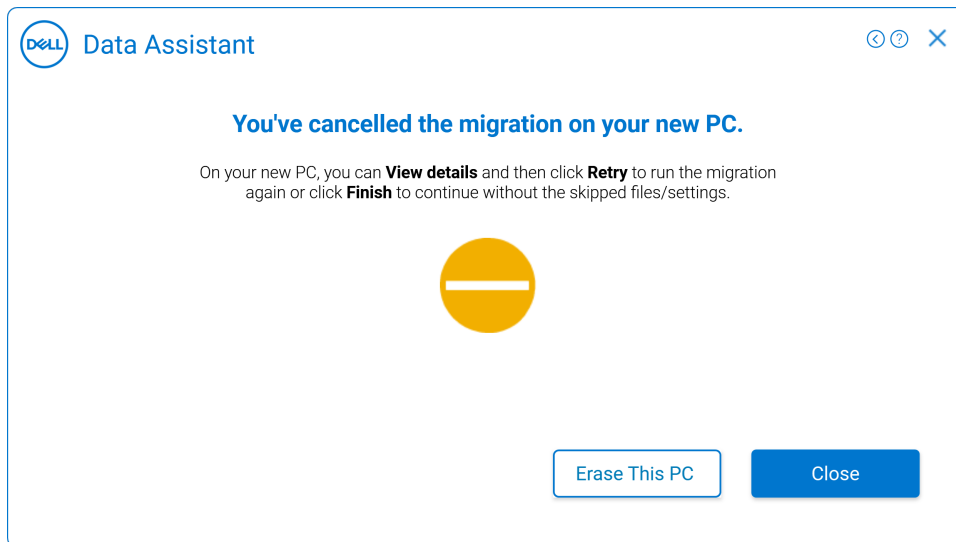 DELL Data Assistant
You've cancelled the migration on your new PC.
On your new PC, you can View details and then click Retry to run the migration
again or click Finish to continue without the skipped files/settings.
Erase This PC Close